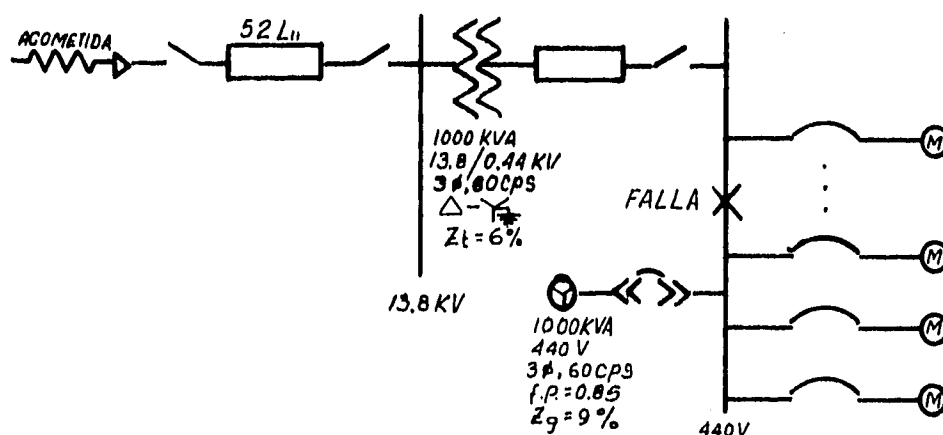 ACOMETIDA
52 L11
1000 KVA
13.8/0.44 KV
3ϕ, 60CPS
Δ -
Zt = 6%
13.8 KV
FALLA
1000KVA
440 V
3ϕ, 60CPS
f.p. = 0.85
Zg = 9%
440V
M
M
M
M